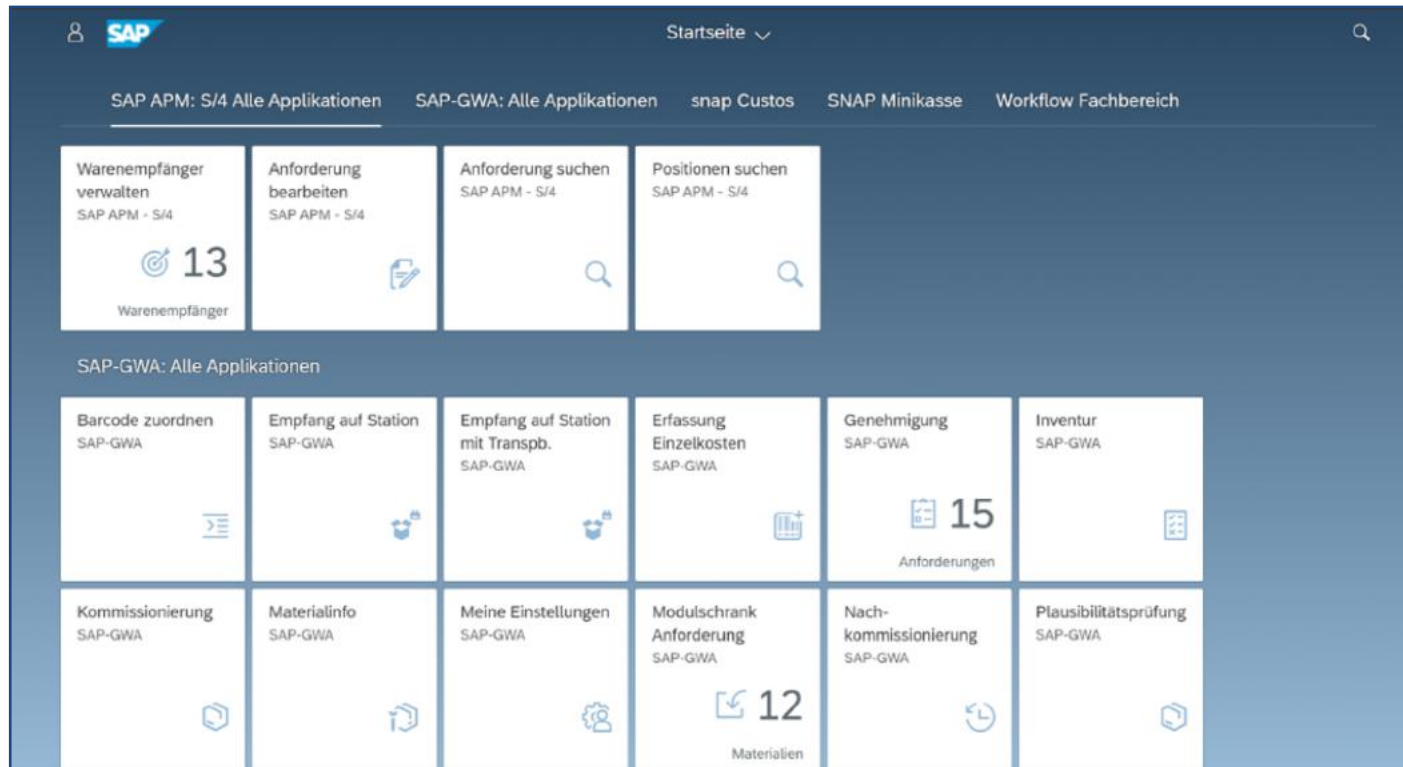 SAP
Startseite
SAP APM: S/4 Alle Applikationen SAP-GWA: Alle Applikationen snap Custos SNAP Minikasse Workflow Fachbereich
Warenempfänger
verwalten
SAP APM - S/4
13
Warenempfänger
Anforderung
bearbeiten
SAP APM - S/4
Anforderung suchen
SAP APM - S/4
Positionen suchen
SAP APM - S/4
SAP-GWA: Alle Applikationen
Barcode zuordnen
SAP-GWA
Empfang auf Station
SAP-GWA
Empfang auf Station
mit Transpb.
SAP-GWA
Erfassung
Einzelkosten
SAP-GWA
Genehmigung
SAP-GWA
15
Anforderungen
Inventur
SAP-GWA
Kommissionierung
SAP-GWA
Materialinfo
SAP-GWA
Meine Einstellungen
SAP-GWA
Modulschrank
Anforderung
SAP-GWA
12
Materialien
Nach-
kommissionierung
SAP-GWA
Plausibilitätsprüfung
SAP-GWA